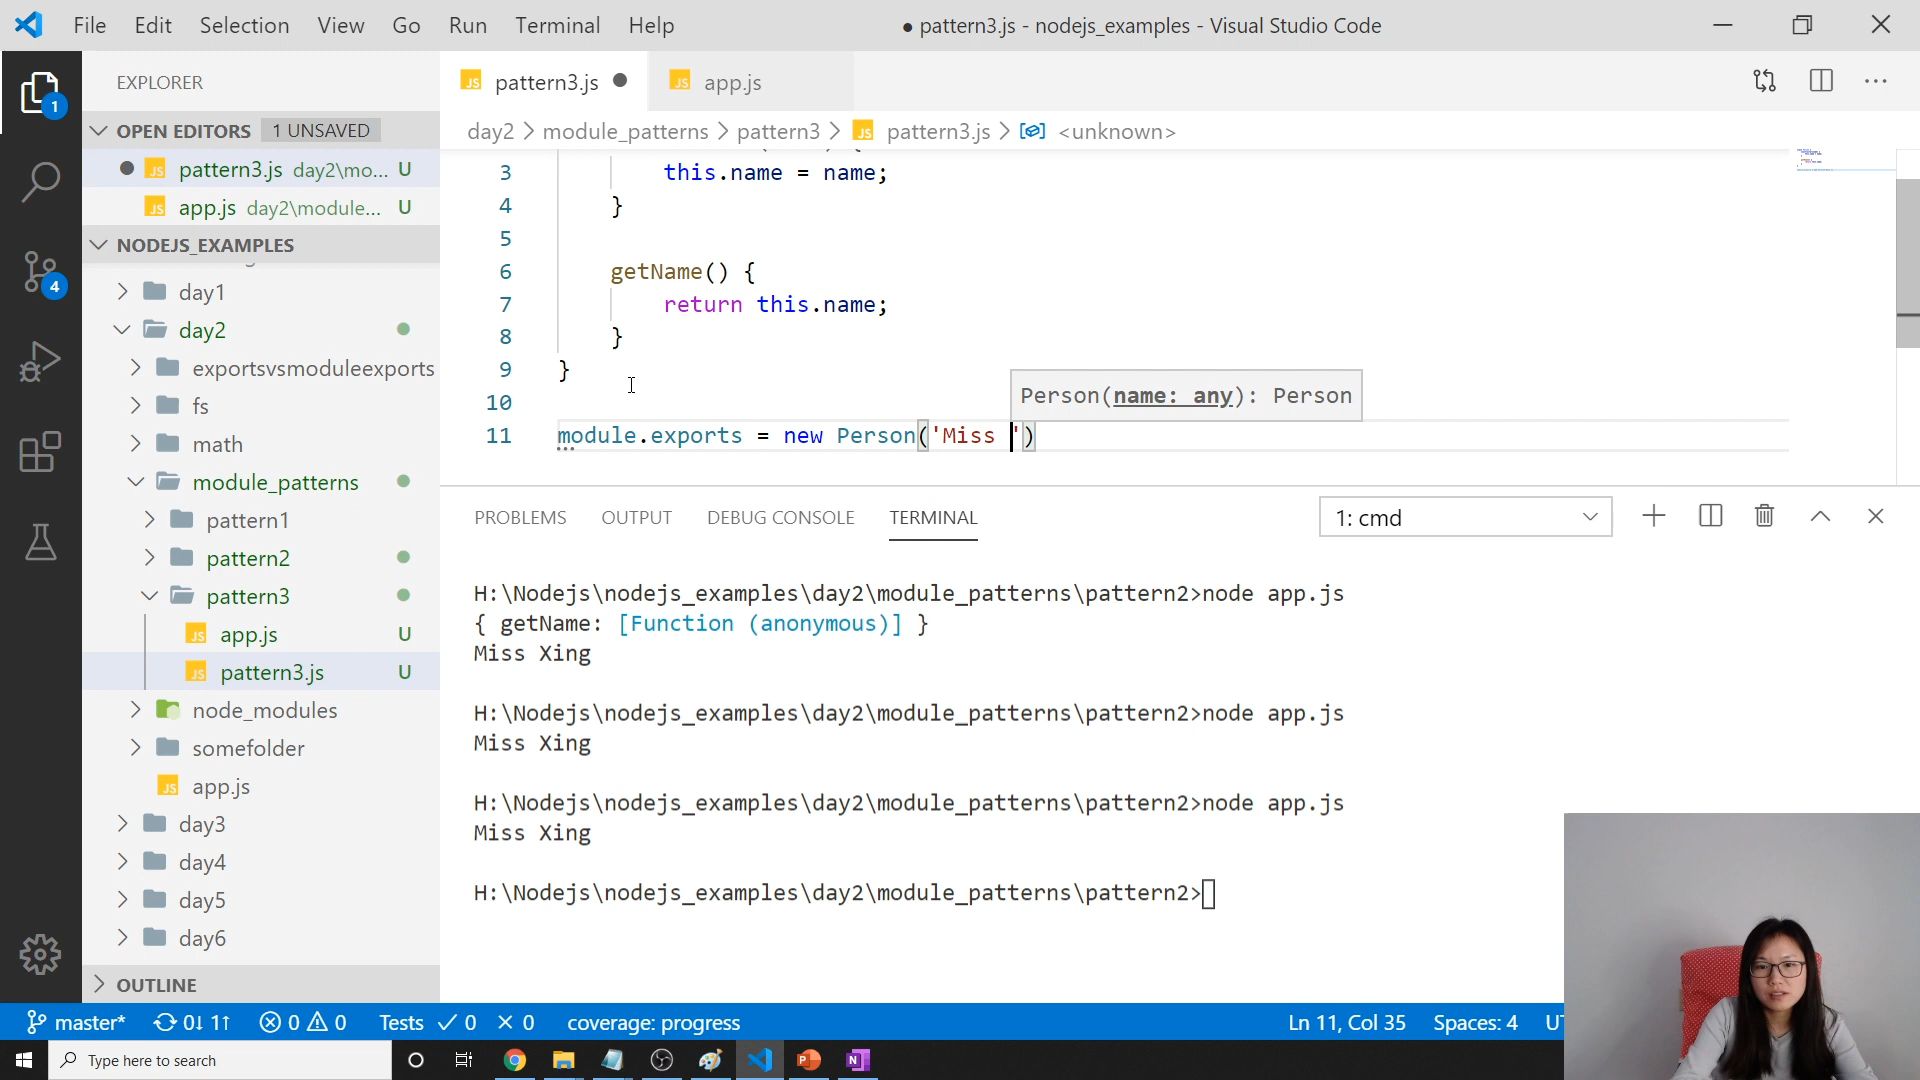 File Edit Selection View Go Run Terminal Help
● pattern3.js - nodejs_examples - Visual Studio Code
EXPLORER
1
OPEN EDITORS 1 UNSAVED
JS pattern3.js day2\mo... U
JS app.js day2\module... U
NODEJS_EXAMPLES
day1
day2
exportsvsmoduleexports
fs
math
module_patterns
pattern1
pattern2
pattern3
JS app.js U
JS pattern3.js U
node_modules
somefolder
JS app.js
day3
day4
day5
day6
OUTLINE
4
JS pattern3.js ●
JS app.js
day2 > module_patterns > pattern3 > JS pattern3.js > <unknown>
3 this.name = name;
4 }
5
6 getName() {
7 return this.name;
8 }
9 }
10
Person(name: any): Person
11 module.exports = new Person('Miss ')
PROBLEMS OUTPUT DEBUG CONSOLE TERMINAL
1: cmd
H:\Nodejs\nodejs_examples\day2\module_patterns\pattern2>node app.js
{ getName: [Function (anonymous)] }
Miss Xing
H:\Nodejs\nodejs_examples\day2\module_patterns\pattern2>node app.js
Miss Xing
H:\Nodejs\nodejs_examples\day2\module_patterns\pattern2>node app.js
Miss Xing
H:\Nodejs\nodejs_examples\day2\module_patterns\pattern2>
master* 0↓ 1↑ 0 0 Tests ✓ 0 × 0 coverage: progress
Ln 11, Col 35 Spaces: 4
Type here to search